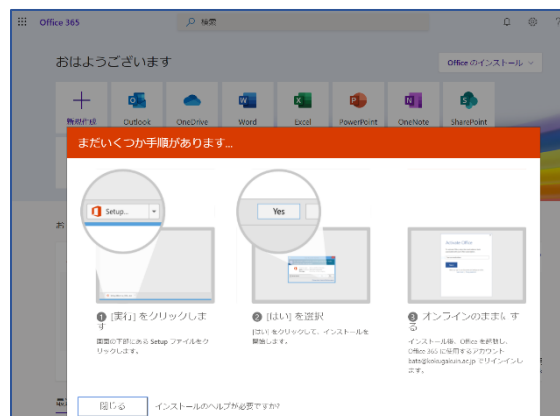 Office 365
検索
?
おはようございます
Office のインストール
新規作成
Outlook
OneDrive
Word
Excel
PowerPoint
OneNote
SharePoint
まだいくつか手順があります...
お
Setup...
Yes
Activate Office
❶ [実行] をクリックします
画面の下部にある Setup ファイルをクリックします。
❷ [はい] を選択
[はい] をクリックして、インストールを開始します。
❸ オンラインのままにする
インストール後、Office を起動し、
Office 365 に使用するアカウント
でサインインします。
閉じる
インストールのヘルプが必要ですか?